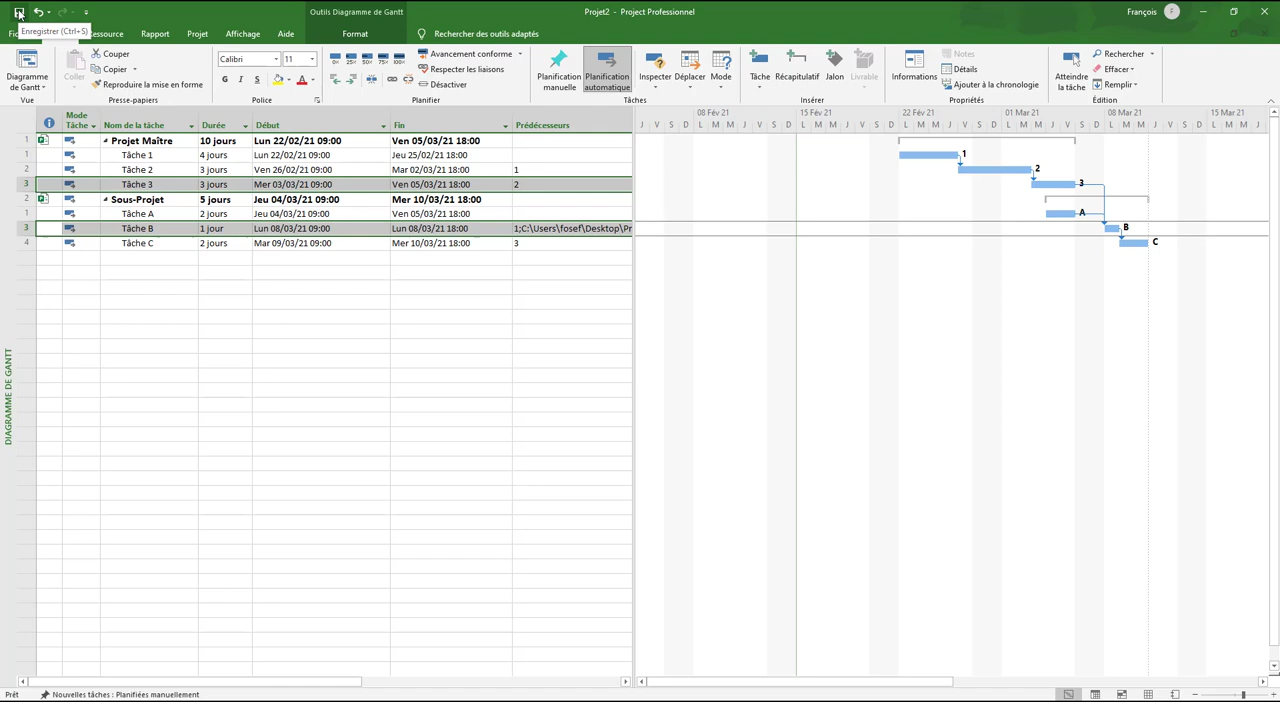 Outils Diagramme de Gantt
Projet2 - Project Professionnel
François F
Enregistrer (Ctrl+S)
Rapport Projet Affichage Aide Format Rechercher des outils adaptés
Diagramme de Gantt
Vue
Coller
Couper
Copier
Reproduire la mise en forme
Presse-papiers
Calibri 11
G I S
Police
0% 25% 50% 75% 100%
Avancement conforme
Respecter les liaisons
Désactiver
Planifier
Planification manuelle
Planification automatique
Inspecter
Déplacer
Mode
Tâches
Tâche
Récapitulatif
Jalon
Livrable
Insérer
Informations
Notes
Détails
Ajouter à la chronologie
Propriétés
Atteindre la tâche
Rechercher
Effacer
Remplir
Édition
Mode Tâche Nom de la tâche Durée Début Fin Prédécesseurs
1 Projet Maître 10 jours Lun 22/02/21 09:00 Ven 05/03/21 18:00
1 Tâche 1 4 jours Lun 22/02/21 09:00 Jeu 25/02/21 18:00
2 Tâche 2 3 jours Ven 26/02/21 09:00 Mar 02/03/21 18:00 1
3 Tâche 3 3 jours Mer 03/03/21 09:00 Ven 05/03/21 18:00 2
2 Sous-Projet 5 jours Jeu 04/03/21 09:00 Mer 10/03/21 18:00
1 Tâche A 2 jours Jeu 04/03/21 09:00 Ven 05/03/21 18:00
3 Tâche B 1 jour Lun 08/03/21 09:00 Lun 08/03/21 18:00 1;C:\Users\fosef\Desktop\Pr
4 Tâche C 2 jours Mar 09/03/21 09:00 Mer 10/03/21 18:00 3
08 Fév 21 15 Fév 21 22 Fév 21 01 Mar 21 08 Mar 21 15 Mar 21
J V S D L M M J V S D L M M J V S D L M M J V S D L M M J V S D L M M J V S D L M M J
1
2
3
A
B
C
DIAGRAMME DE GANTT
Prêt Nouvelles tâches : Planifiées manuellement